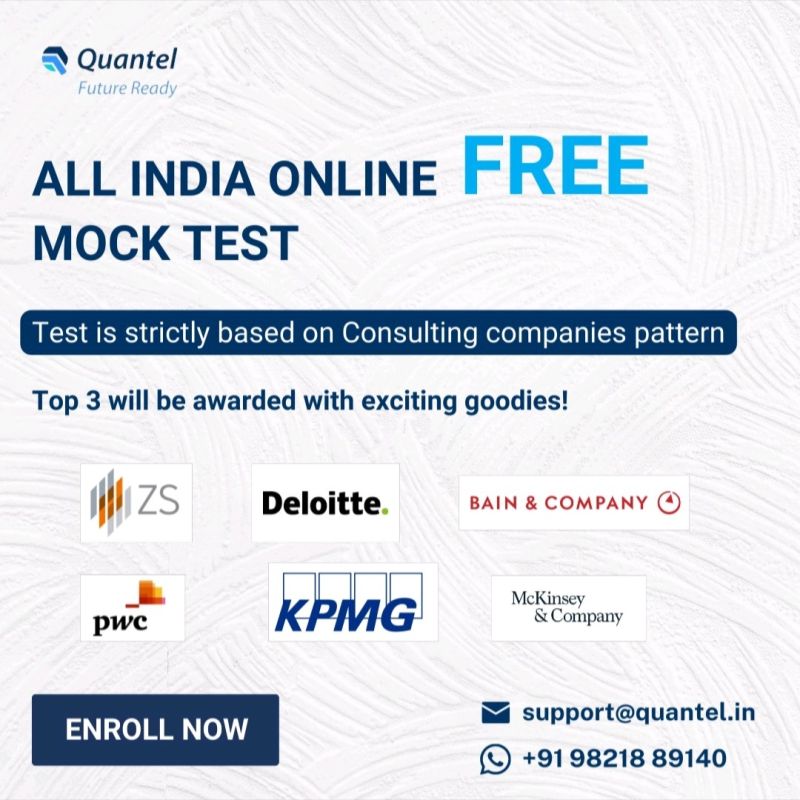 Quantel
Future Ready
ALL INDIA ONLINE FREE
MOCK TEST
Test is strictly based on Consulting companies pattern
Top 3 will be awarded with exciting goodies!
ZS
Deloitte.
BAIN & COMPANY
pwc
KPMG
McKinsey
& Company
ENROLL NOW
support@quantel.in
+91 98218 89140